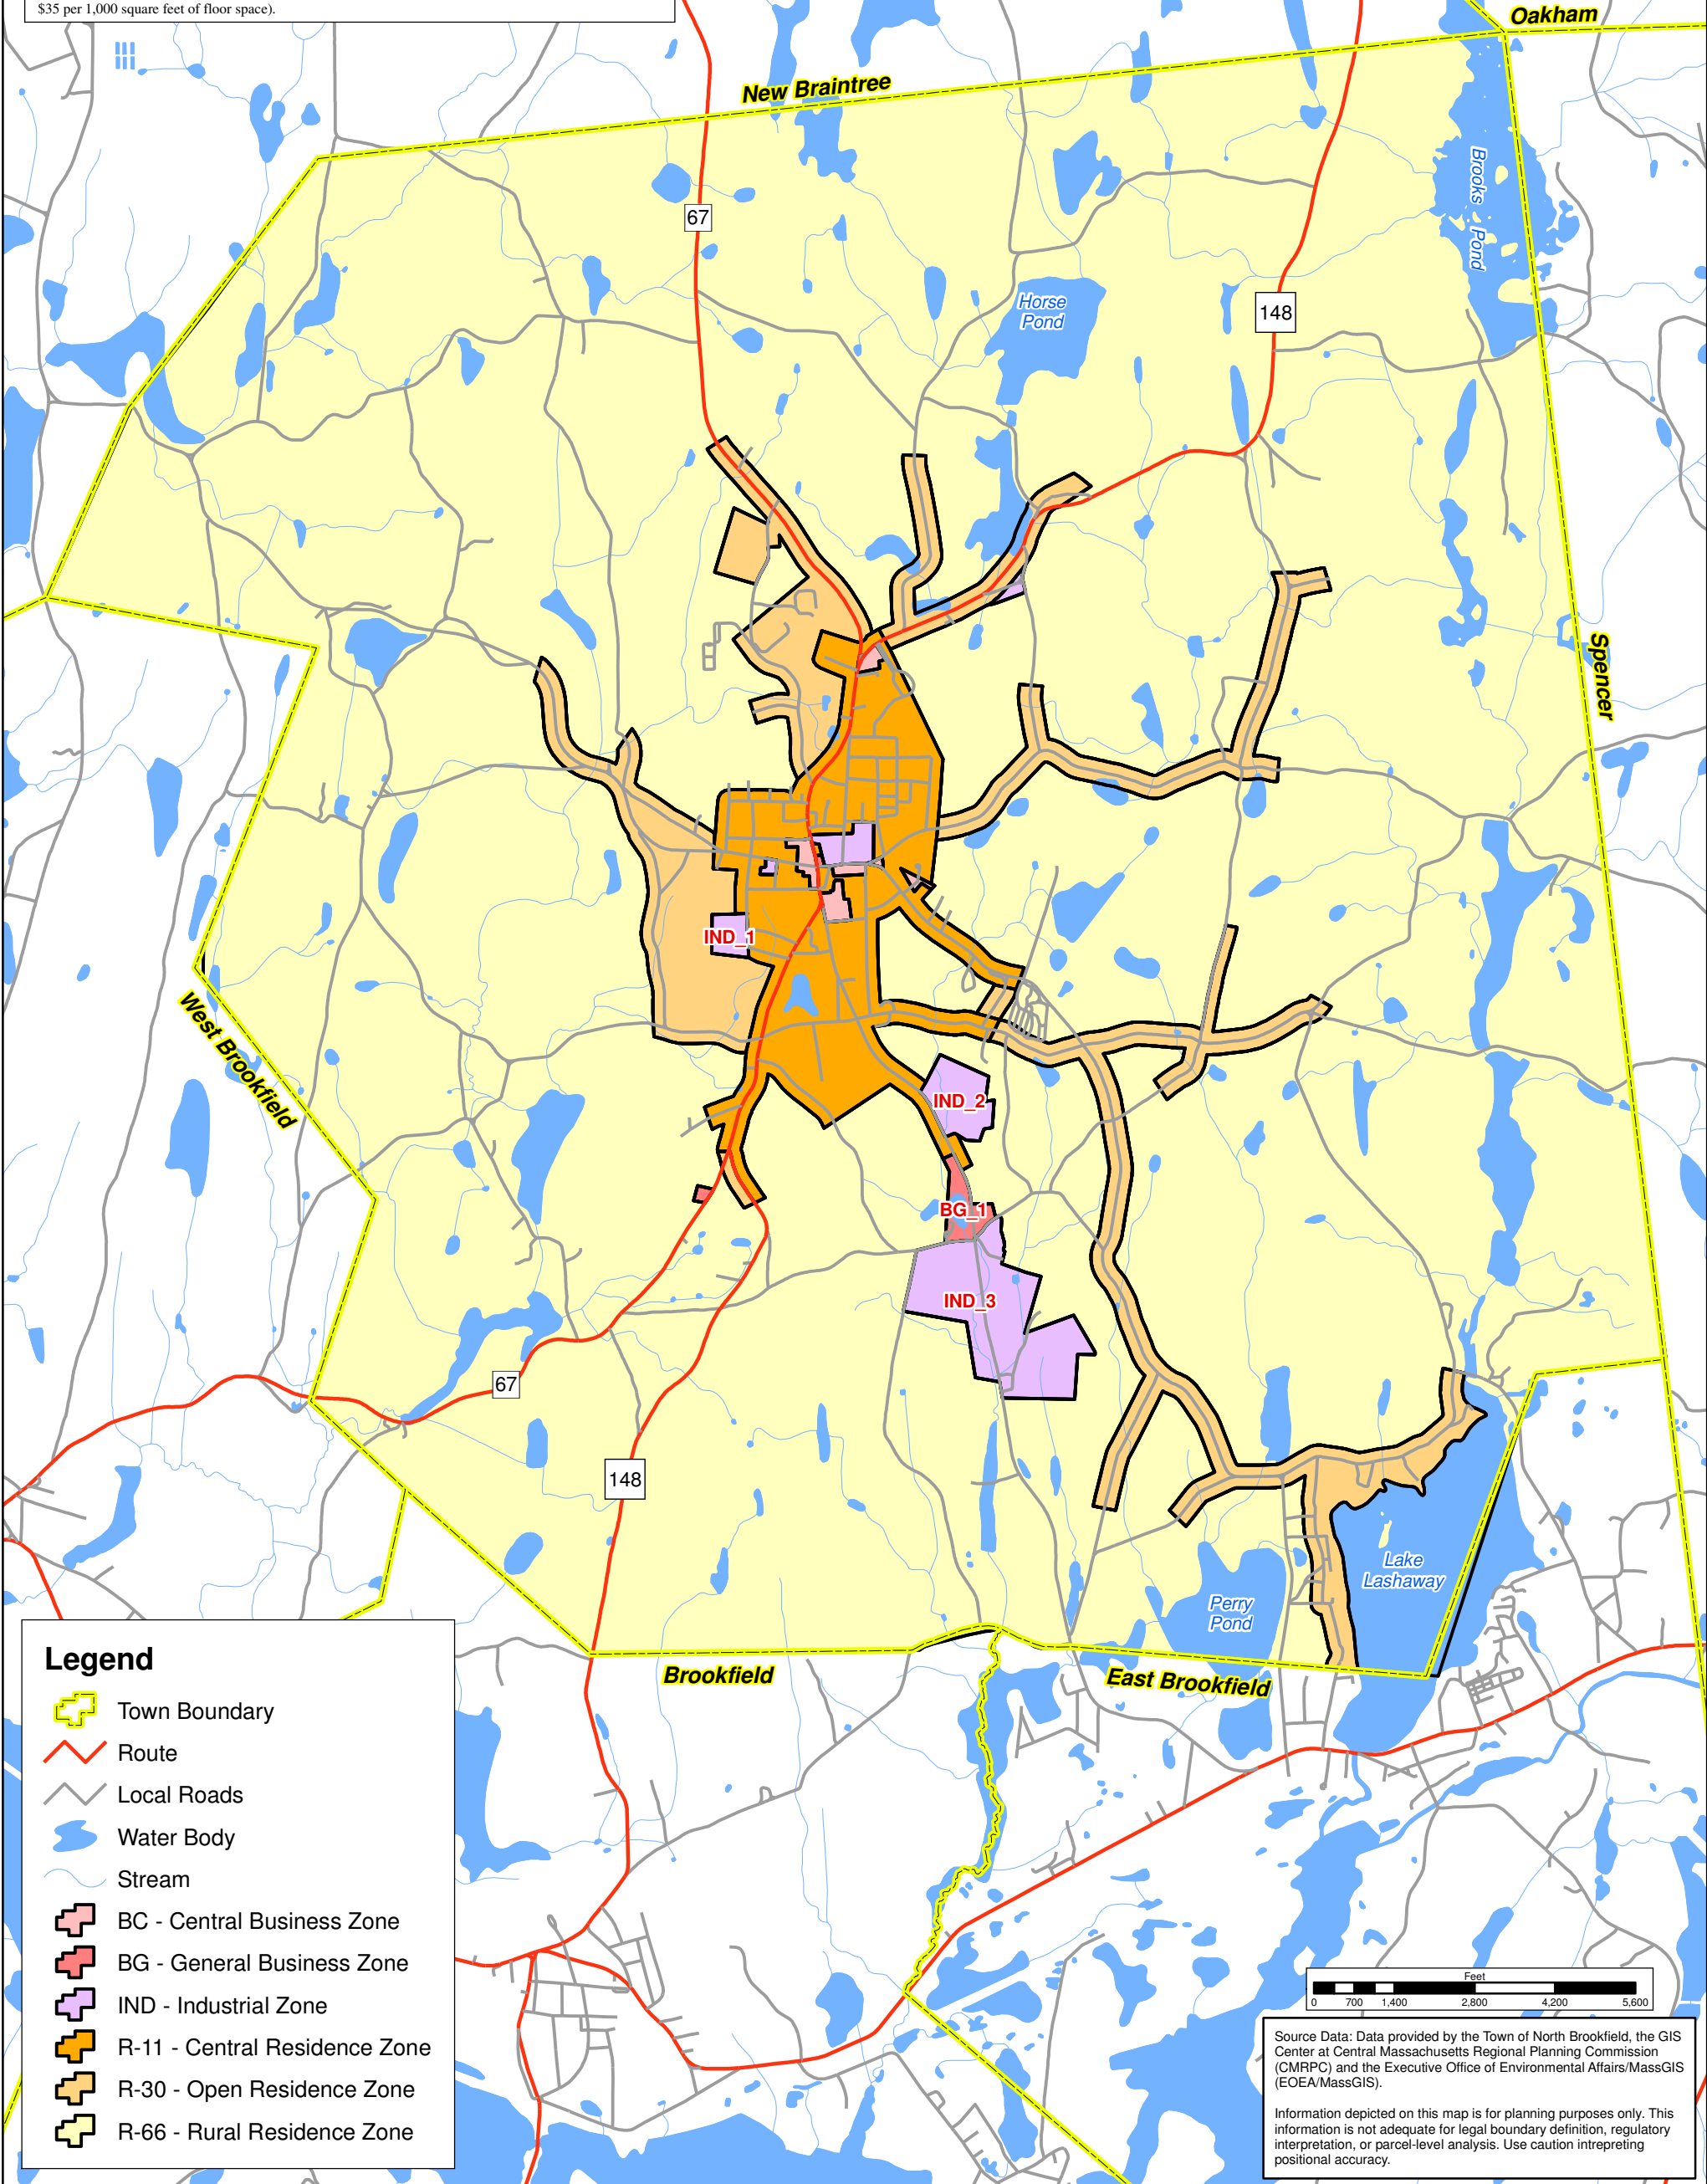 $35 per 1,000 square feet of floor space).
Oakham
New Braintree
Brooks Pond
67
Horse
Pond
148
Spencer
IND_1
West Brookfield
IND_2
BG_1
IND_3
67
148
Lake
Lashaway
Perry
Pond
Brookfield
East Brookfield
Legend
Town Boundary
Route
Local Roads
Water Body
Stream
BC - Central Business Zone
BG - General Business Zone
IND - Industrial Zone
R-11 - Central Residence Zone
R-30 - Open Residence Zone
R-66 - Rural Residence Zone
Feet
0 700 1,400 2,800 4,200 5,600
Source Data: Data provided by the Town of North Brookfield, the GIS
Center at Central Massachusetts Regional Planning Commission
(CMRPC) and the Executive Office of Environmental Affairs/MassGIS
(EOEA/MassGIS).
Information depicted on this map is for planning purposes only. This
information is not adequate for legal boundary definition, regulatory
interpretation, or parcel-level analysis. Use caution intrepreting
positional accuracy.